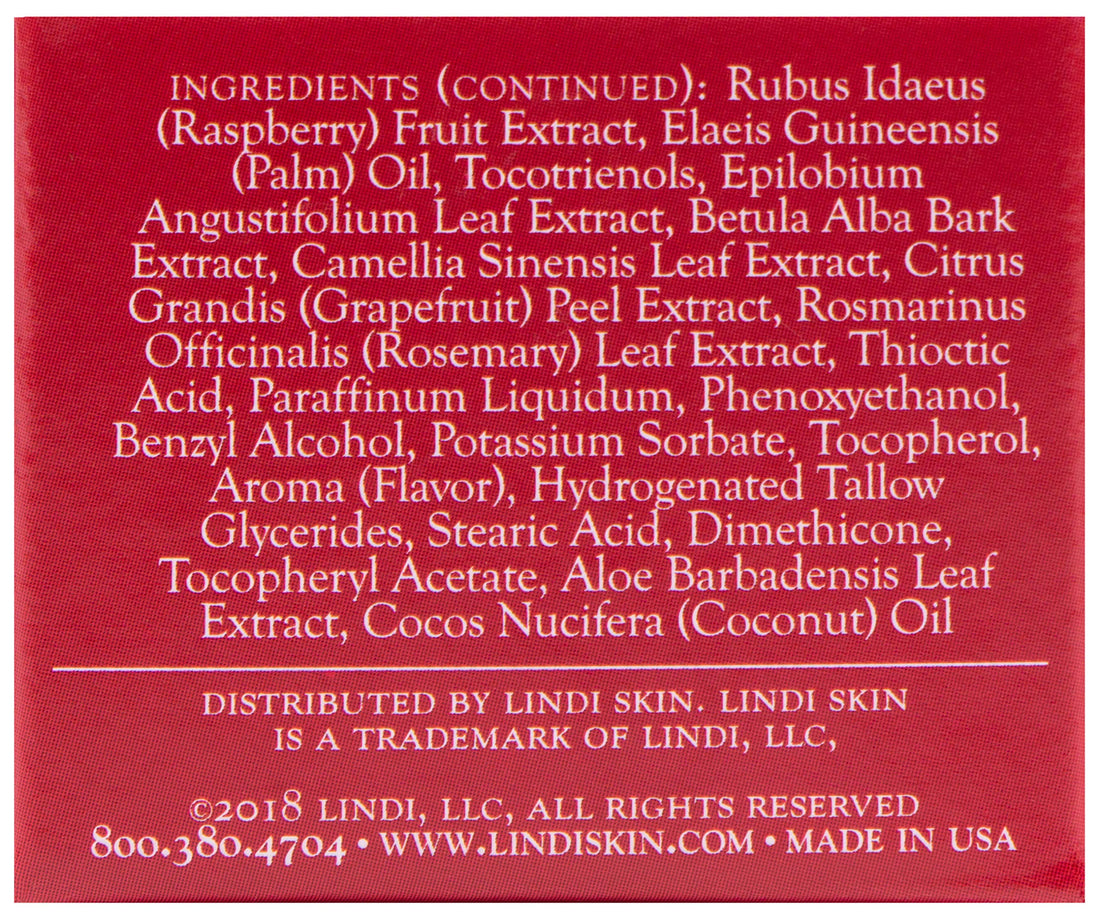 INGREDIENTS (CONTINUED): Rubus Idaeus
(Raspberry) Fruit Extract, Elaeis Guineensis
(Palm) Oil, Tocotrienols, Epilobium
Angustifolium Leaf Extract, Betula Alba Bark
Extract, Camellia Sinensis Leaf Extract, Citrus
Grandis (Grapefruit) Peel Extract, Rosmarinus
Officinalis (Rosemary) Leaf Extract, Thioctic
Acid, Paraffinum Liquidum, Phenoxyethanol,
Benzyl Alcohol, Potassium Sorbate, Tocopherol,
Aroma (Flavor), Hydrogenated Tallow
Glycerides, Stearic Acid, Dimethicone,
Tocopheryl Acetate, Aloe Barbadensis Leaf
Extract, Cocos Nucifera (Coconut) Oil
DISTRIBUTED BY LINDI SKIN. LINDI SKIN
IS A TRADEMARK OF LINDI, LLC,
©2018 LINDI, LLC, ALL RIGHTS RESERVED
800.380.4704 • WWW.LINDISKIN.COM • MADE IN USA